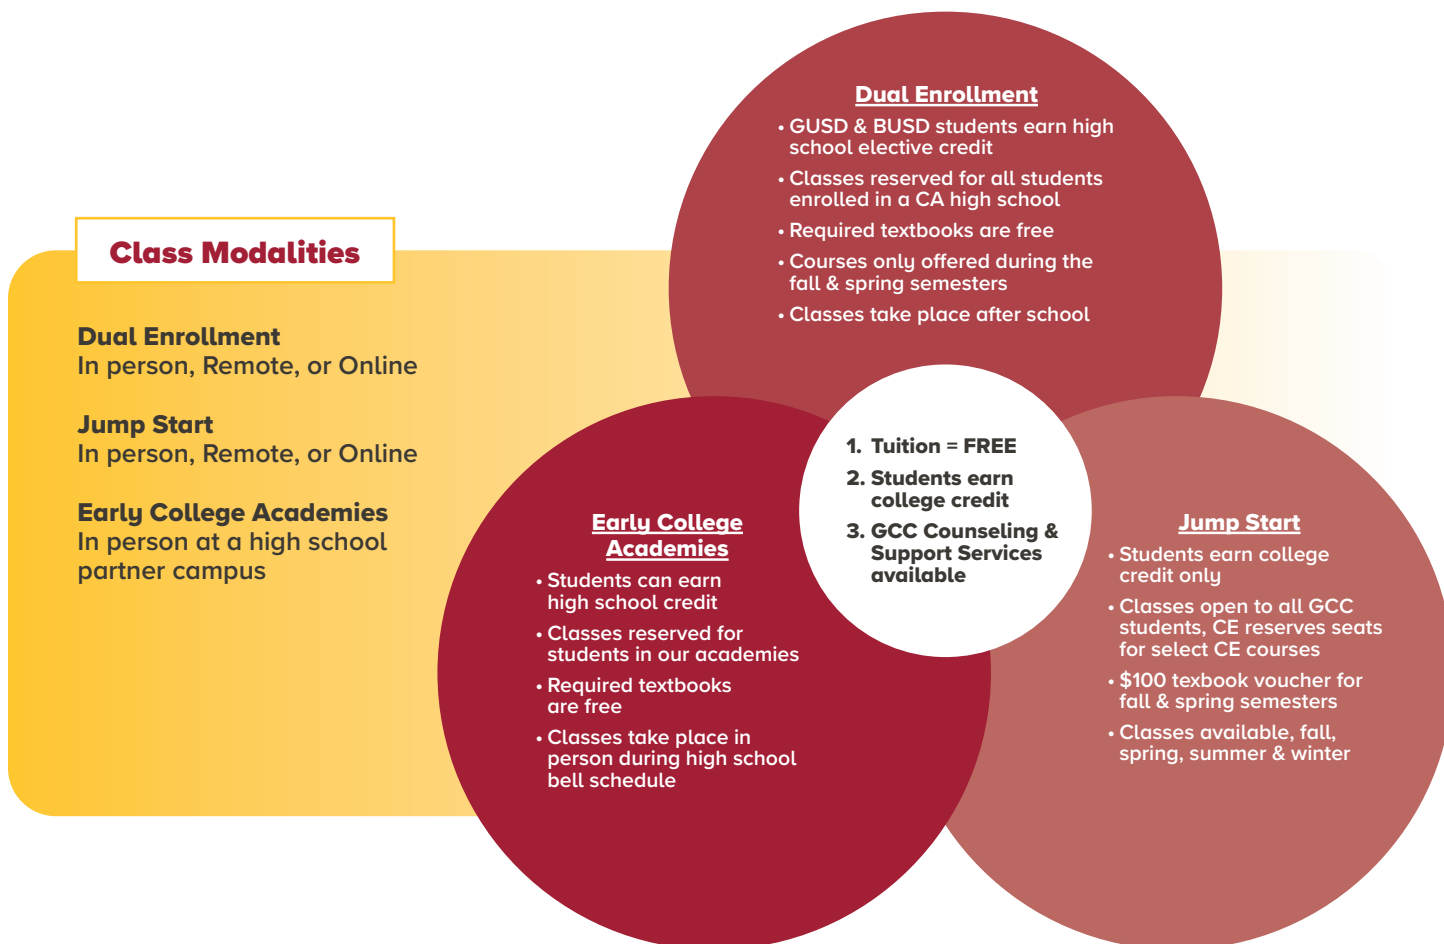 Class Modalities
Dual Enrollment
In person, Remote, or Online
Jump Start
In person, Remote, or Online
Early College Academies
In person at a high school
partner campus
Dual Enrollment
• GUSD & BUSD students earn high
school elective credit
• Classes reserved for all students
enrolled in a CA high school
• Required textbooks are free
• Courses only offered during the
fall & spring semesters
• Classes take place after school
1. Tuition = FREE
2. Students earn
college credit
3. GCC Counseling &
Support Services
available
Early College
Academies
• Students can earn
high school credit
• Classes reserved for
students in our academies
• Required textbooks
are free
• Classes take place in
person during high school
bell schedule
Jump Start
• Students earn college
credit only
• Classes open to all GCC
students, CE reserves seats
for select CE courses
• $100 texbook voucher for
fall & spring semesters
• Classes available, fall,
spring, summer & winter